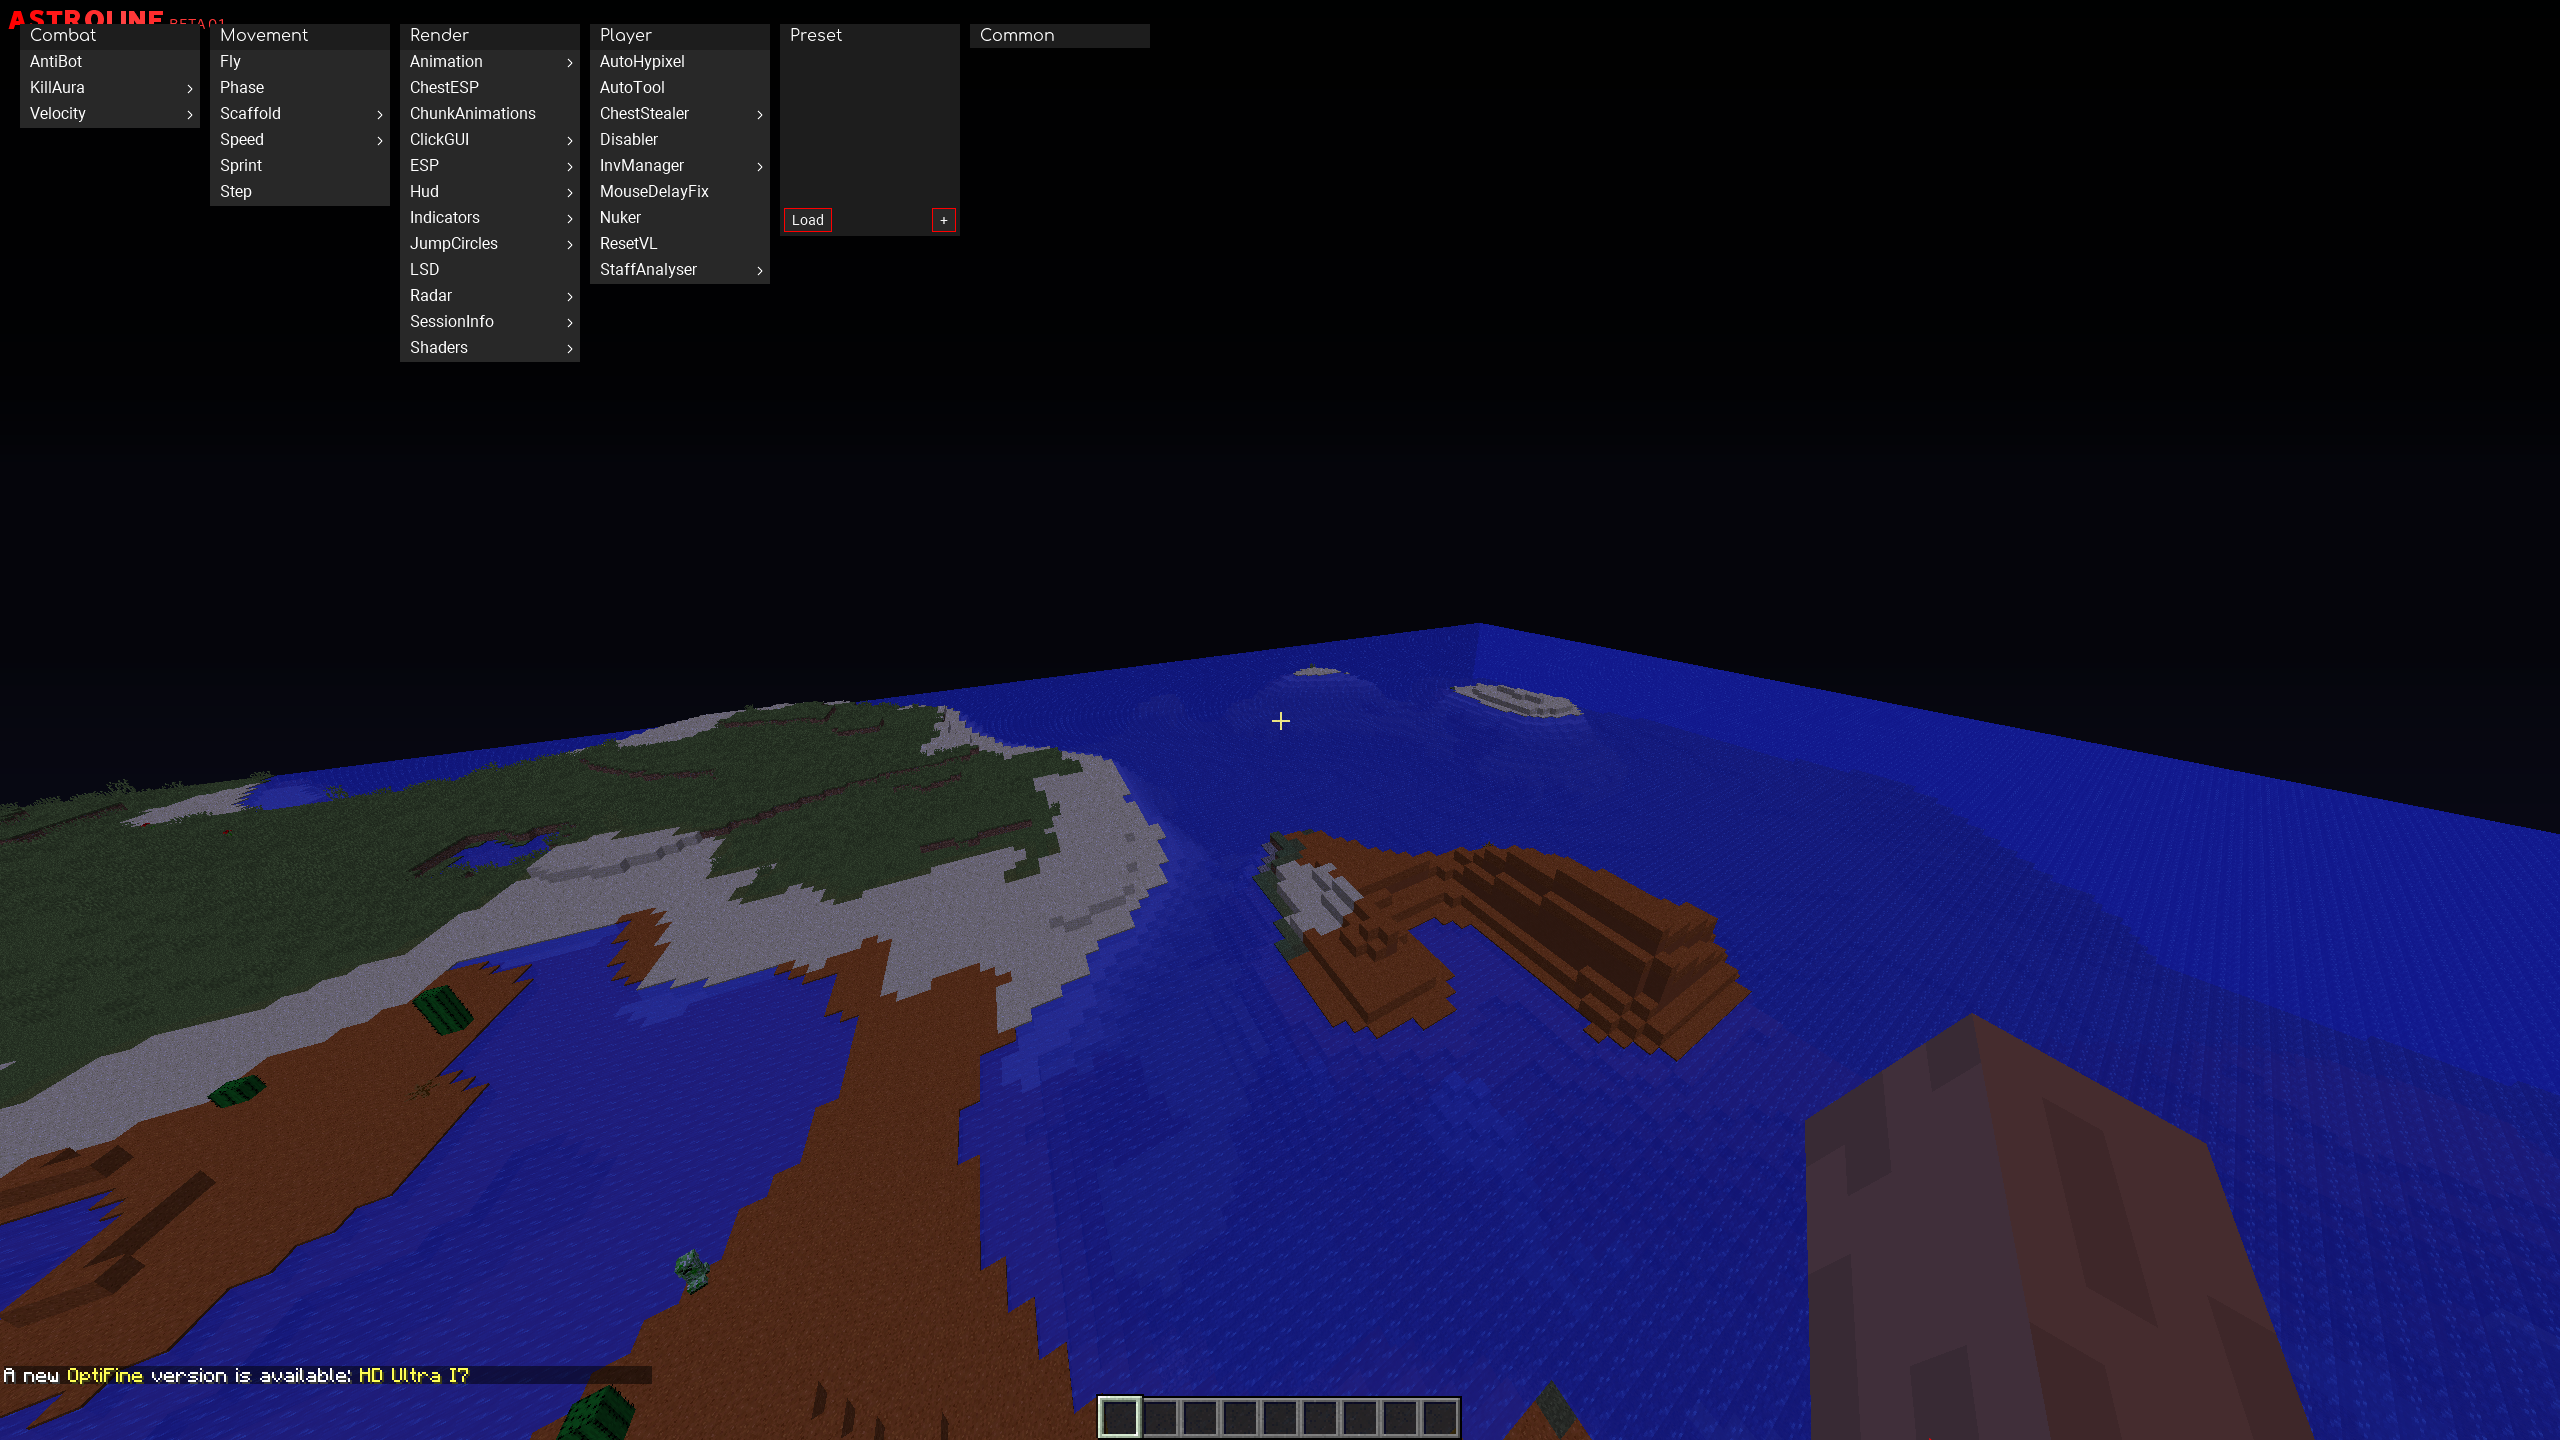 ASTROLINE BETA 01
Combat
AntiBot
KillAura
Velocity
Movement
Fly
Phase
Scaffold
Speed
Sprint
Step
Render
Animation
ChestESP
ChunkAnimations
ClickGUI
ESP
Hud
Indicators
JumpCircles
LSD
Radar
SessionInfo
Shaders
Player
AutoHypixel
AutoTool
ChestStealer
Disabler
InvManager
MouseDelayFix
Nuker
ResetVL
StaffAnalyser
Preset
Load +
Common
A new OptiFine version is available: HD Ultra I7